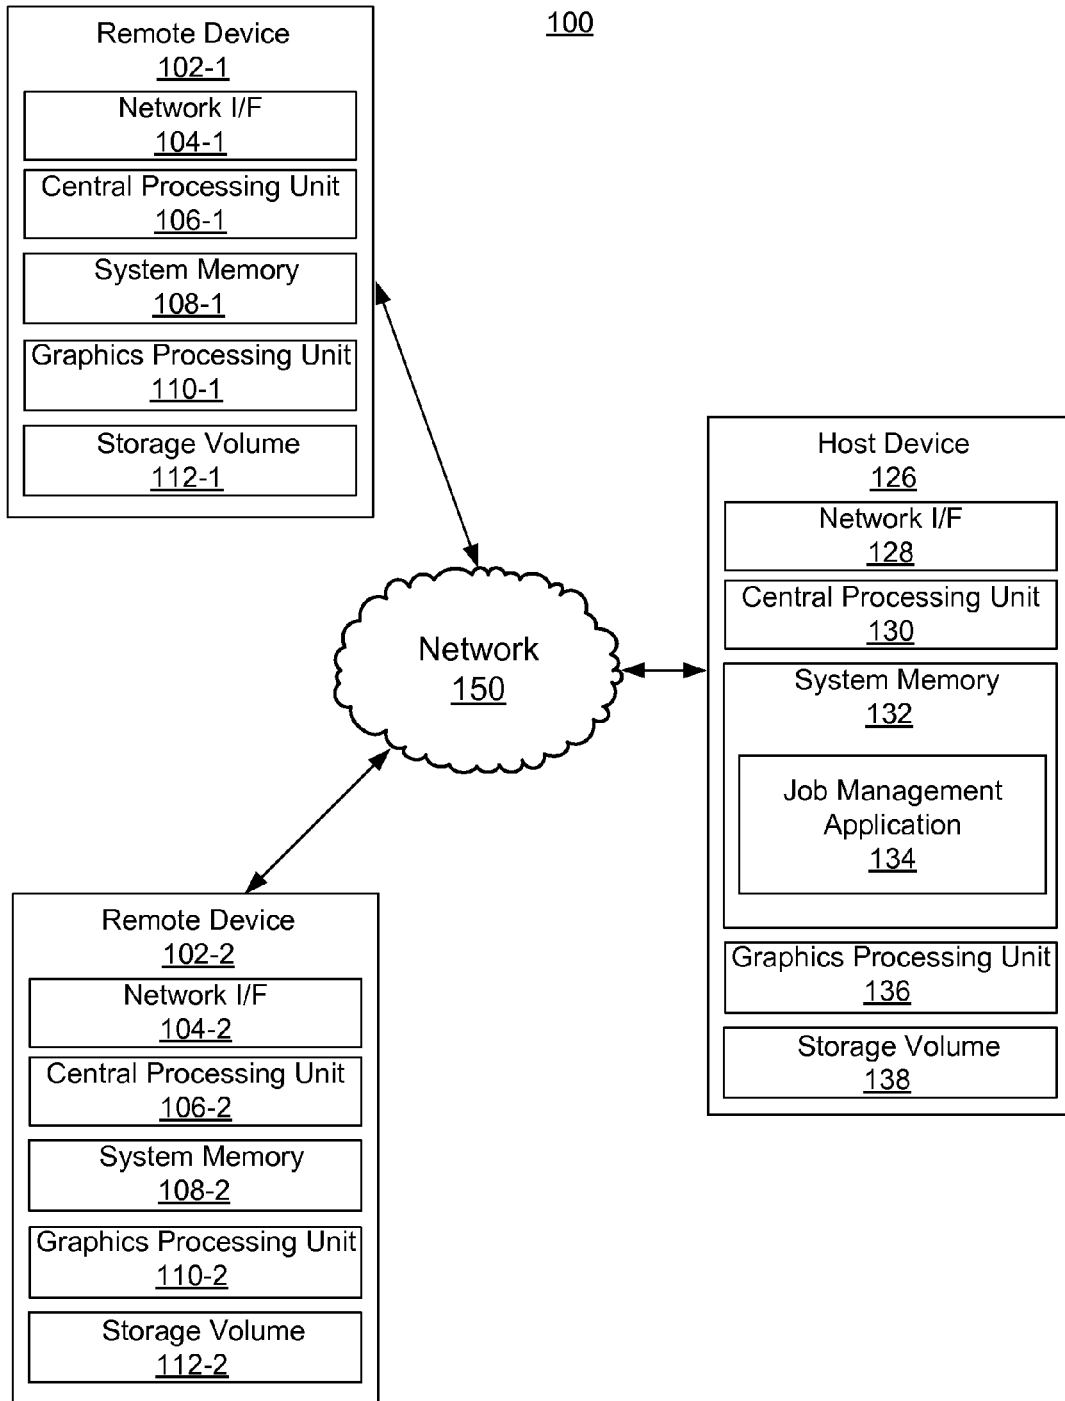 100
Remote Device
102-1
Network I/F
104-1
Central Processing Unit
106-1
System Memory
108-1
Graphics Processing Unit
110-1
Storage Volume
112-1
Host Device
126
Network I/F
128
Central Processing Unit
130
System Memory
132
Job Management
Application
134
Graphics Processing Unit
136
Storage Volume
138
Network
150
Remote Device
102-2
Network I/F
104-2
Central Processing Unit
106-2
System Memory
108-2
Graphics Processing Unit
110-2
Storage Volume
112-2